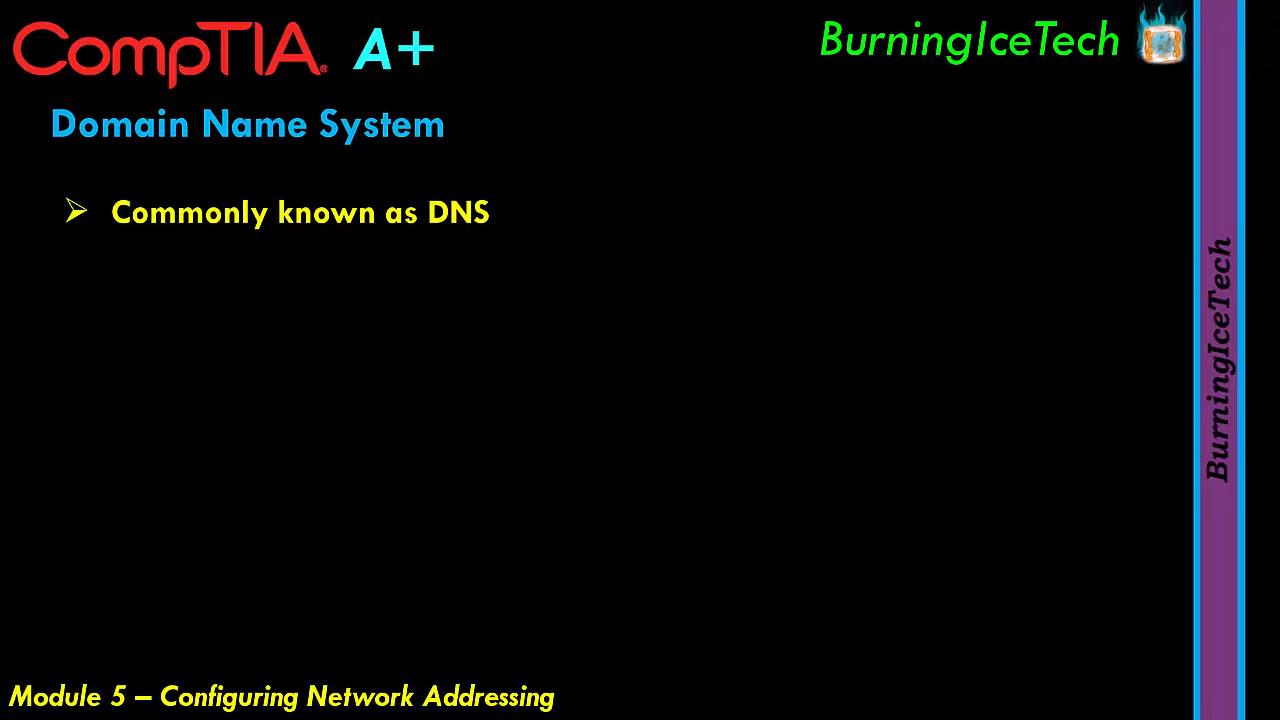 CompTIA® A+
BurningIceTech
Domain Name System
Commonly known as DNS
BurningIceTech
Module 5 – Configuring Network Addressing